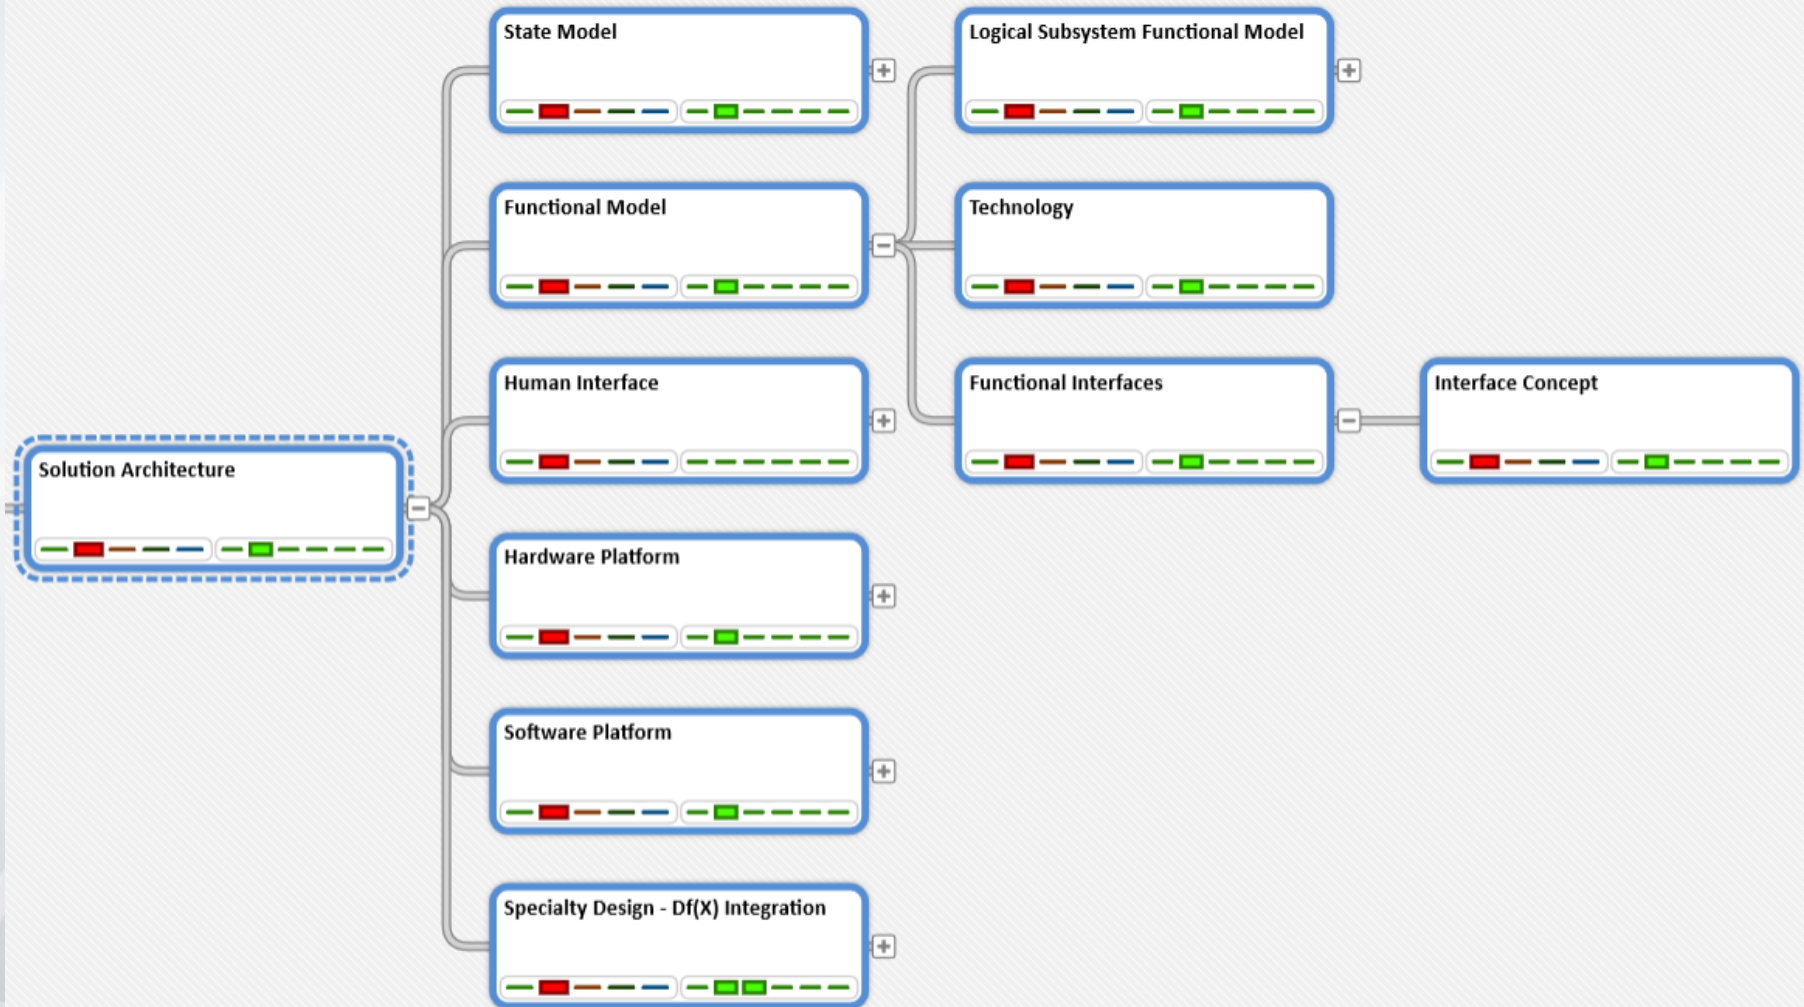 State Model
Logical Subsystem Functional Model
Functional Model
Technology
Human Interface
Functional Interfaces
Interface Concept
Solution Architecture
Hardware Platform
Software Platform
Specialty Design - Df(X) Integration